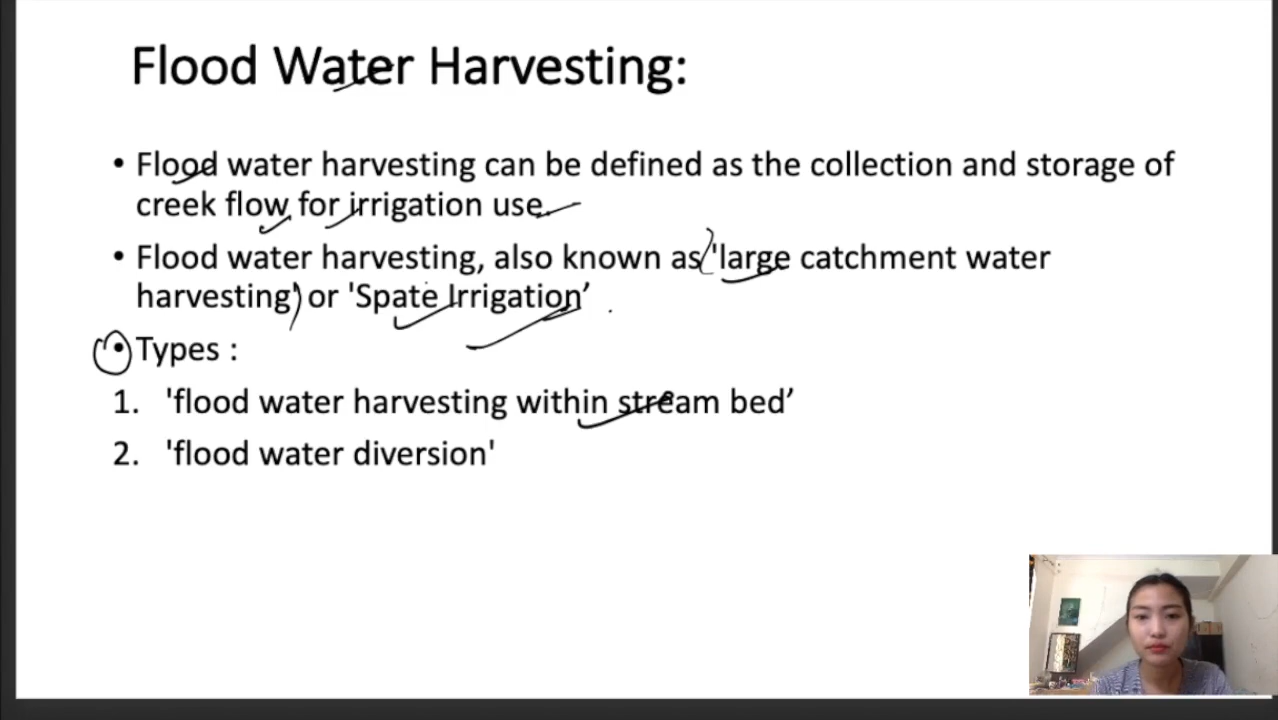 Flood Water Harvesting:
• Flood water harvesting can be defined as the collection and storage of
creek flow for irrigation use.
• Flood water harvesting, also known as 'large catchment water
harvesting' or 'Spate Irrigation’
• Types :
1. 'flood water harvesting within stream bed’
2. 'flood water diversion'